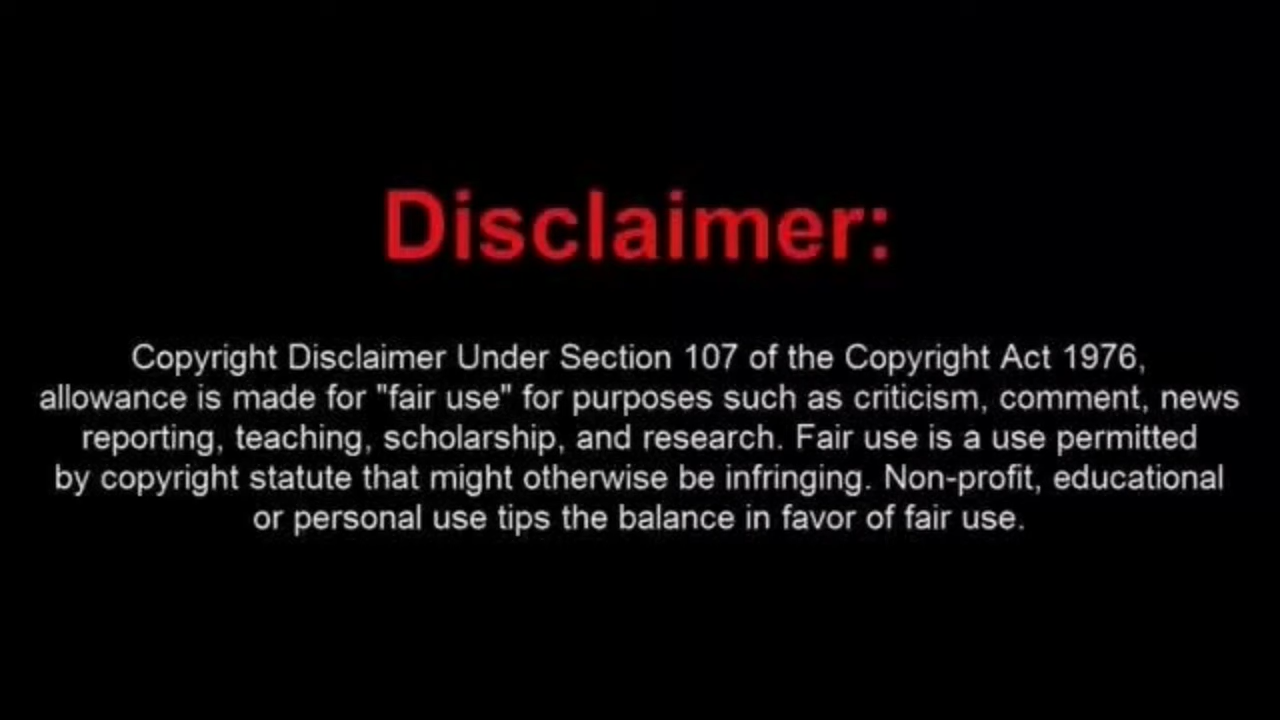 Disclaimer:
Copyright Disclaimer Under Section 107 of the Copyright Act 1976,
allowance is made for "fair use" for purposes such as criticism, comment, news
reporting, teaching, scholarship, and research. Fair use is a use permitted
by copyright statute that might otherwise be infringing. Non-profit, educational
or personal use tips the balance in favor of fair use.